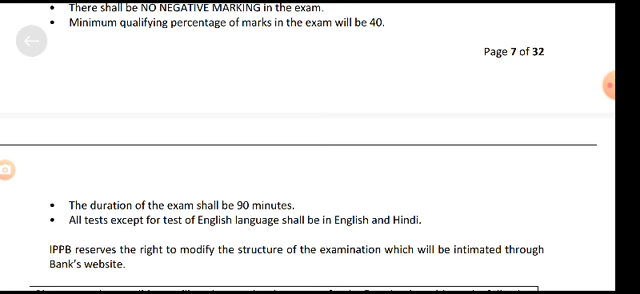 • There shall be NO NEGATIVE MARKING in the exam.
• Minimum qualifying percentage of marks in the exam will be 40.
Page 7 of 32
• The duration of the exam shall be 90 minutes.
• All tests except for test of English language shall be in English and Hindi.
IPPB reserves the right to modify the structure of the examination which will be intimated through
Bank's website.